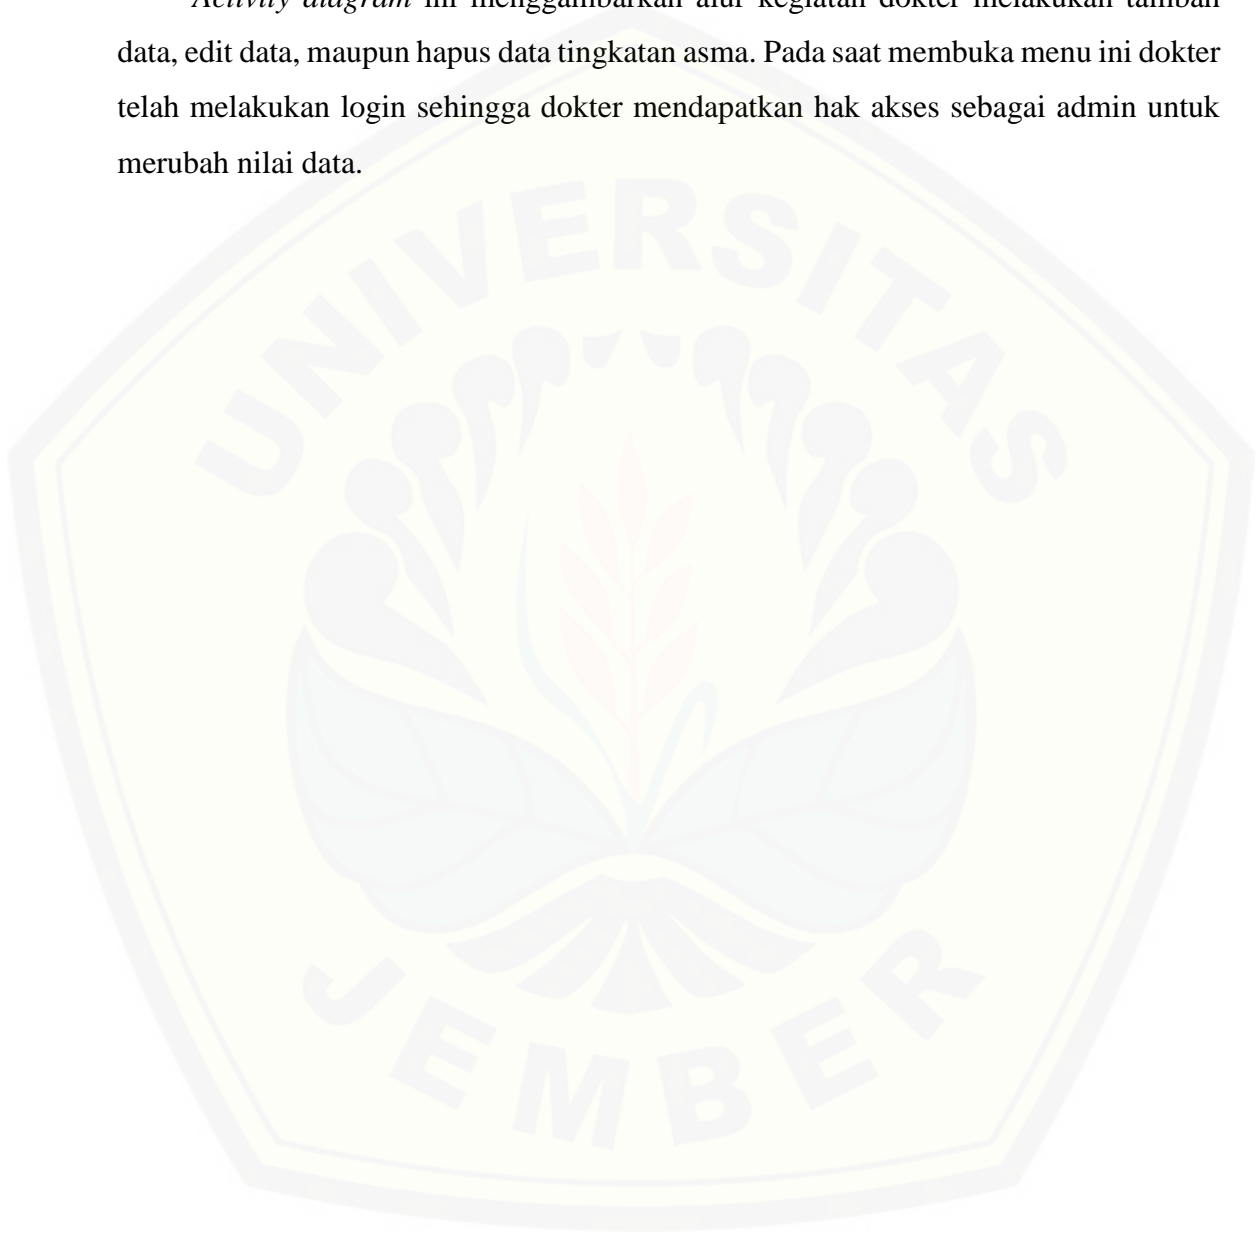 Activity diagram ini menggambarkan alur kegiatan dokter melakukan tambah
data, edit data, maupun hapus data tingkatan asma. Pada saat membuka menu ini dokter
telah melakukan login sehingga dokter mendapatkan hak akses sebagai admin untuk
merubah nilai data.
UNIVERSITAS
JEMBER